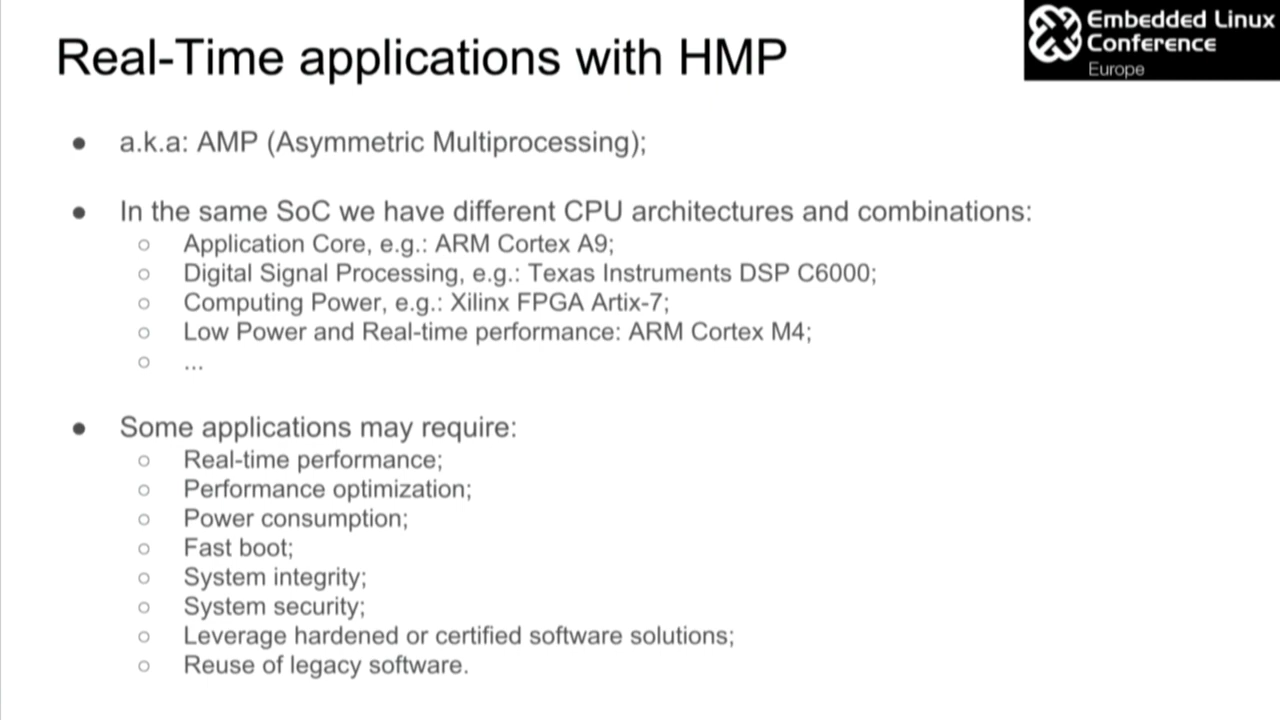 Real-Time applications with HMP
Embedded Linux
Conference
Europe
● a.k.a: AMP (Asymmetric Multiprocessing);
● In the same SoC we have different CPU architectures and combinations:
○ Application Core, e.g.: ARM Cortex A9;
○ Digital Signal Processing, e.g.: Texas Instruments DSP C6000;
○ Computing Power, e.g.: Xilinx FPGA Artix-7;
○ Low Power and Real-time performance: ARM Cortex M4;
○ ...
● Some applications may require:
○ Real-time performance;
○ Performance optimization;
○ Power consumption;
○ Fast boot;
○ System integrity;
○ System security;
○ Leverage hardened or certified software solutions;
○ Reuse of legacy software.